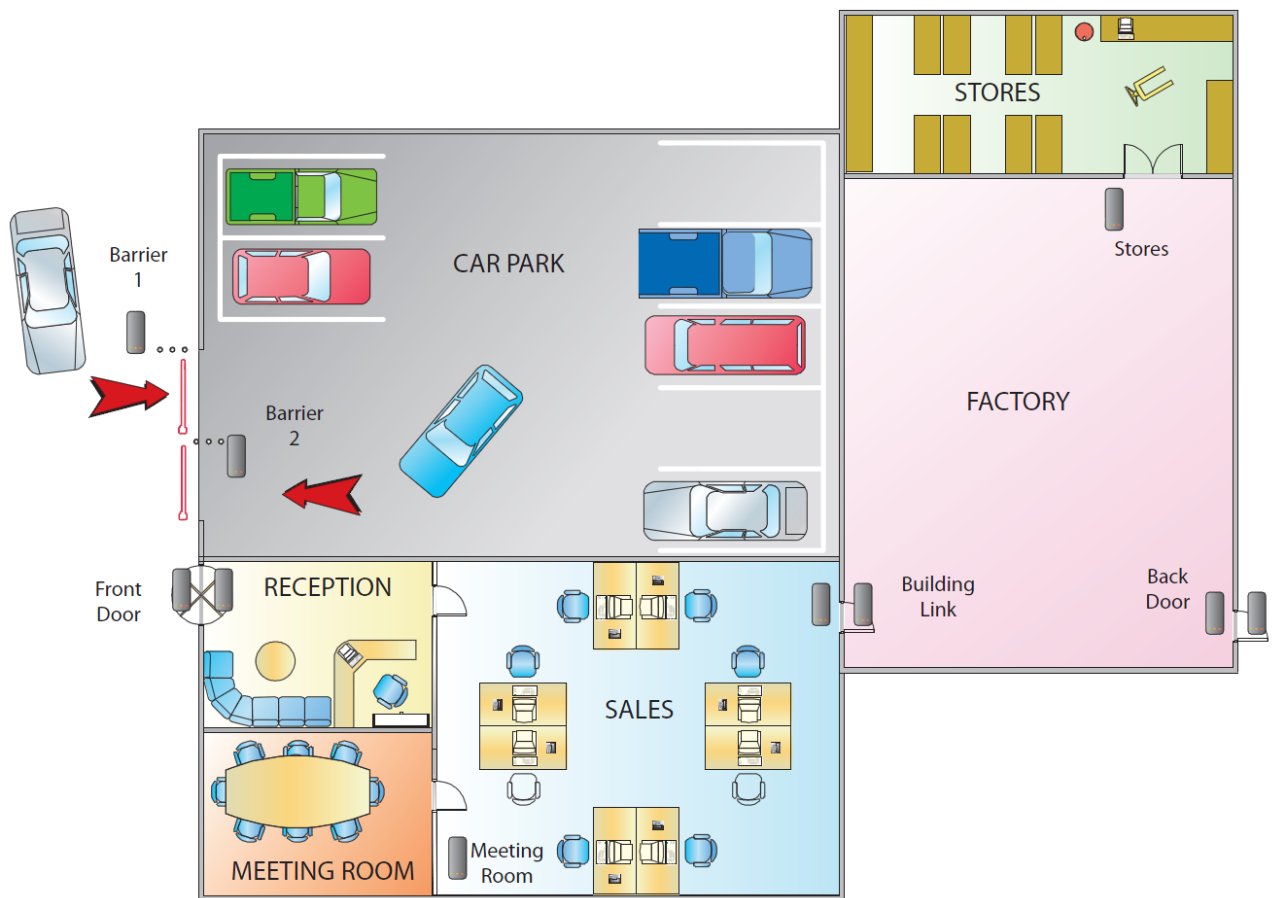 STORES
Barrier
1
CAR PARK
Stores
Barrier
2
FACTORY
Front
Door
RECEPTION
Building
Link
Back
Door
SALES
MEETING ROOM
Meeting
Room